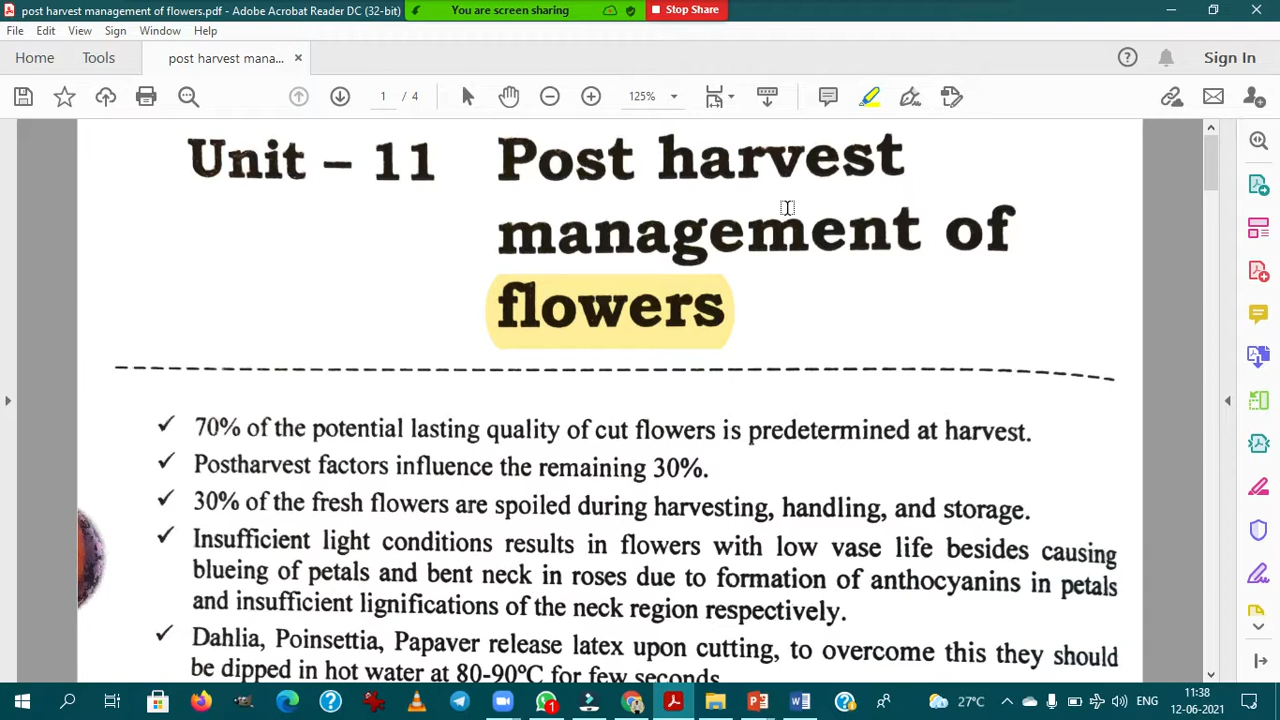 post harvest management of flowers.pdf - Adobe Acrobat Reader DC (32-bit)
You are screen sharing
Stop Share
File Edit View Sign Window Help
Home Tools post harvest mana... × Sign In
1 / 4 125%
Unit – 11 Post harvest
management of
flowers
✓ 70% of the potential lasting quality of cut flowers is predetermined at harvest.
✓ Postharvest factors influence the remaining 30%.
✓ 30% of the fresh flowers are spoiled during harvesting, handling, and storage.
✓ Insufficient light conditions results in flowers with low vase life besides causing
blueing of petals and bent neck in roses due to formation of anthocyanins in petals
and insufficient lignifications of the neck region respectively.
✓ Dahlia, Poinsettia, Papaver release latex upon cutting, to overcome this they should
be dipped in hot water at 80-90°C for few seconds.
1
27°C ENG 11:38
12-06-2021